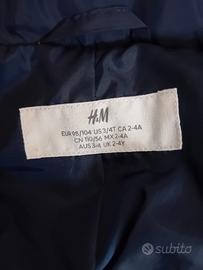 H&M
EUR 98/104 US 3/4T CA 2-4A
CN 110/56 MX 2-4A
AUS 3-4 UK 2-4Y
subito